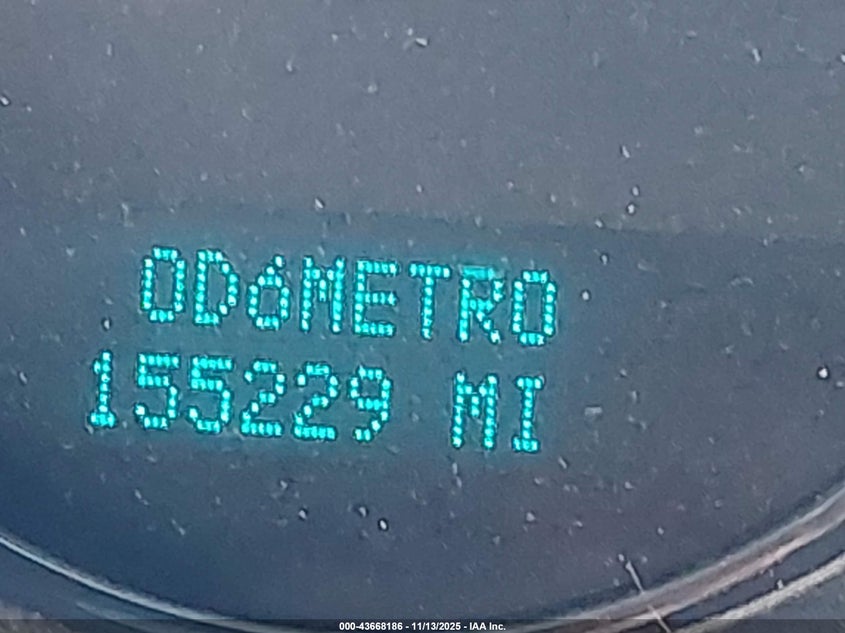 ODóMETRO
155229 MI
000-43668186 - 11/13/2025 - IAA Inc.